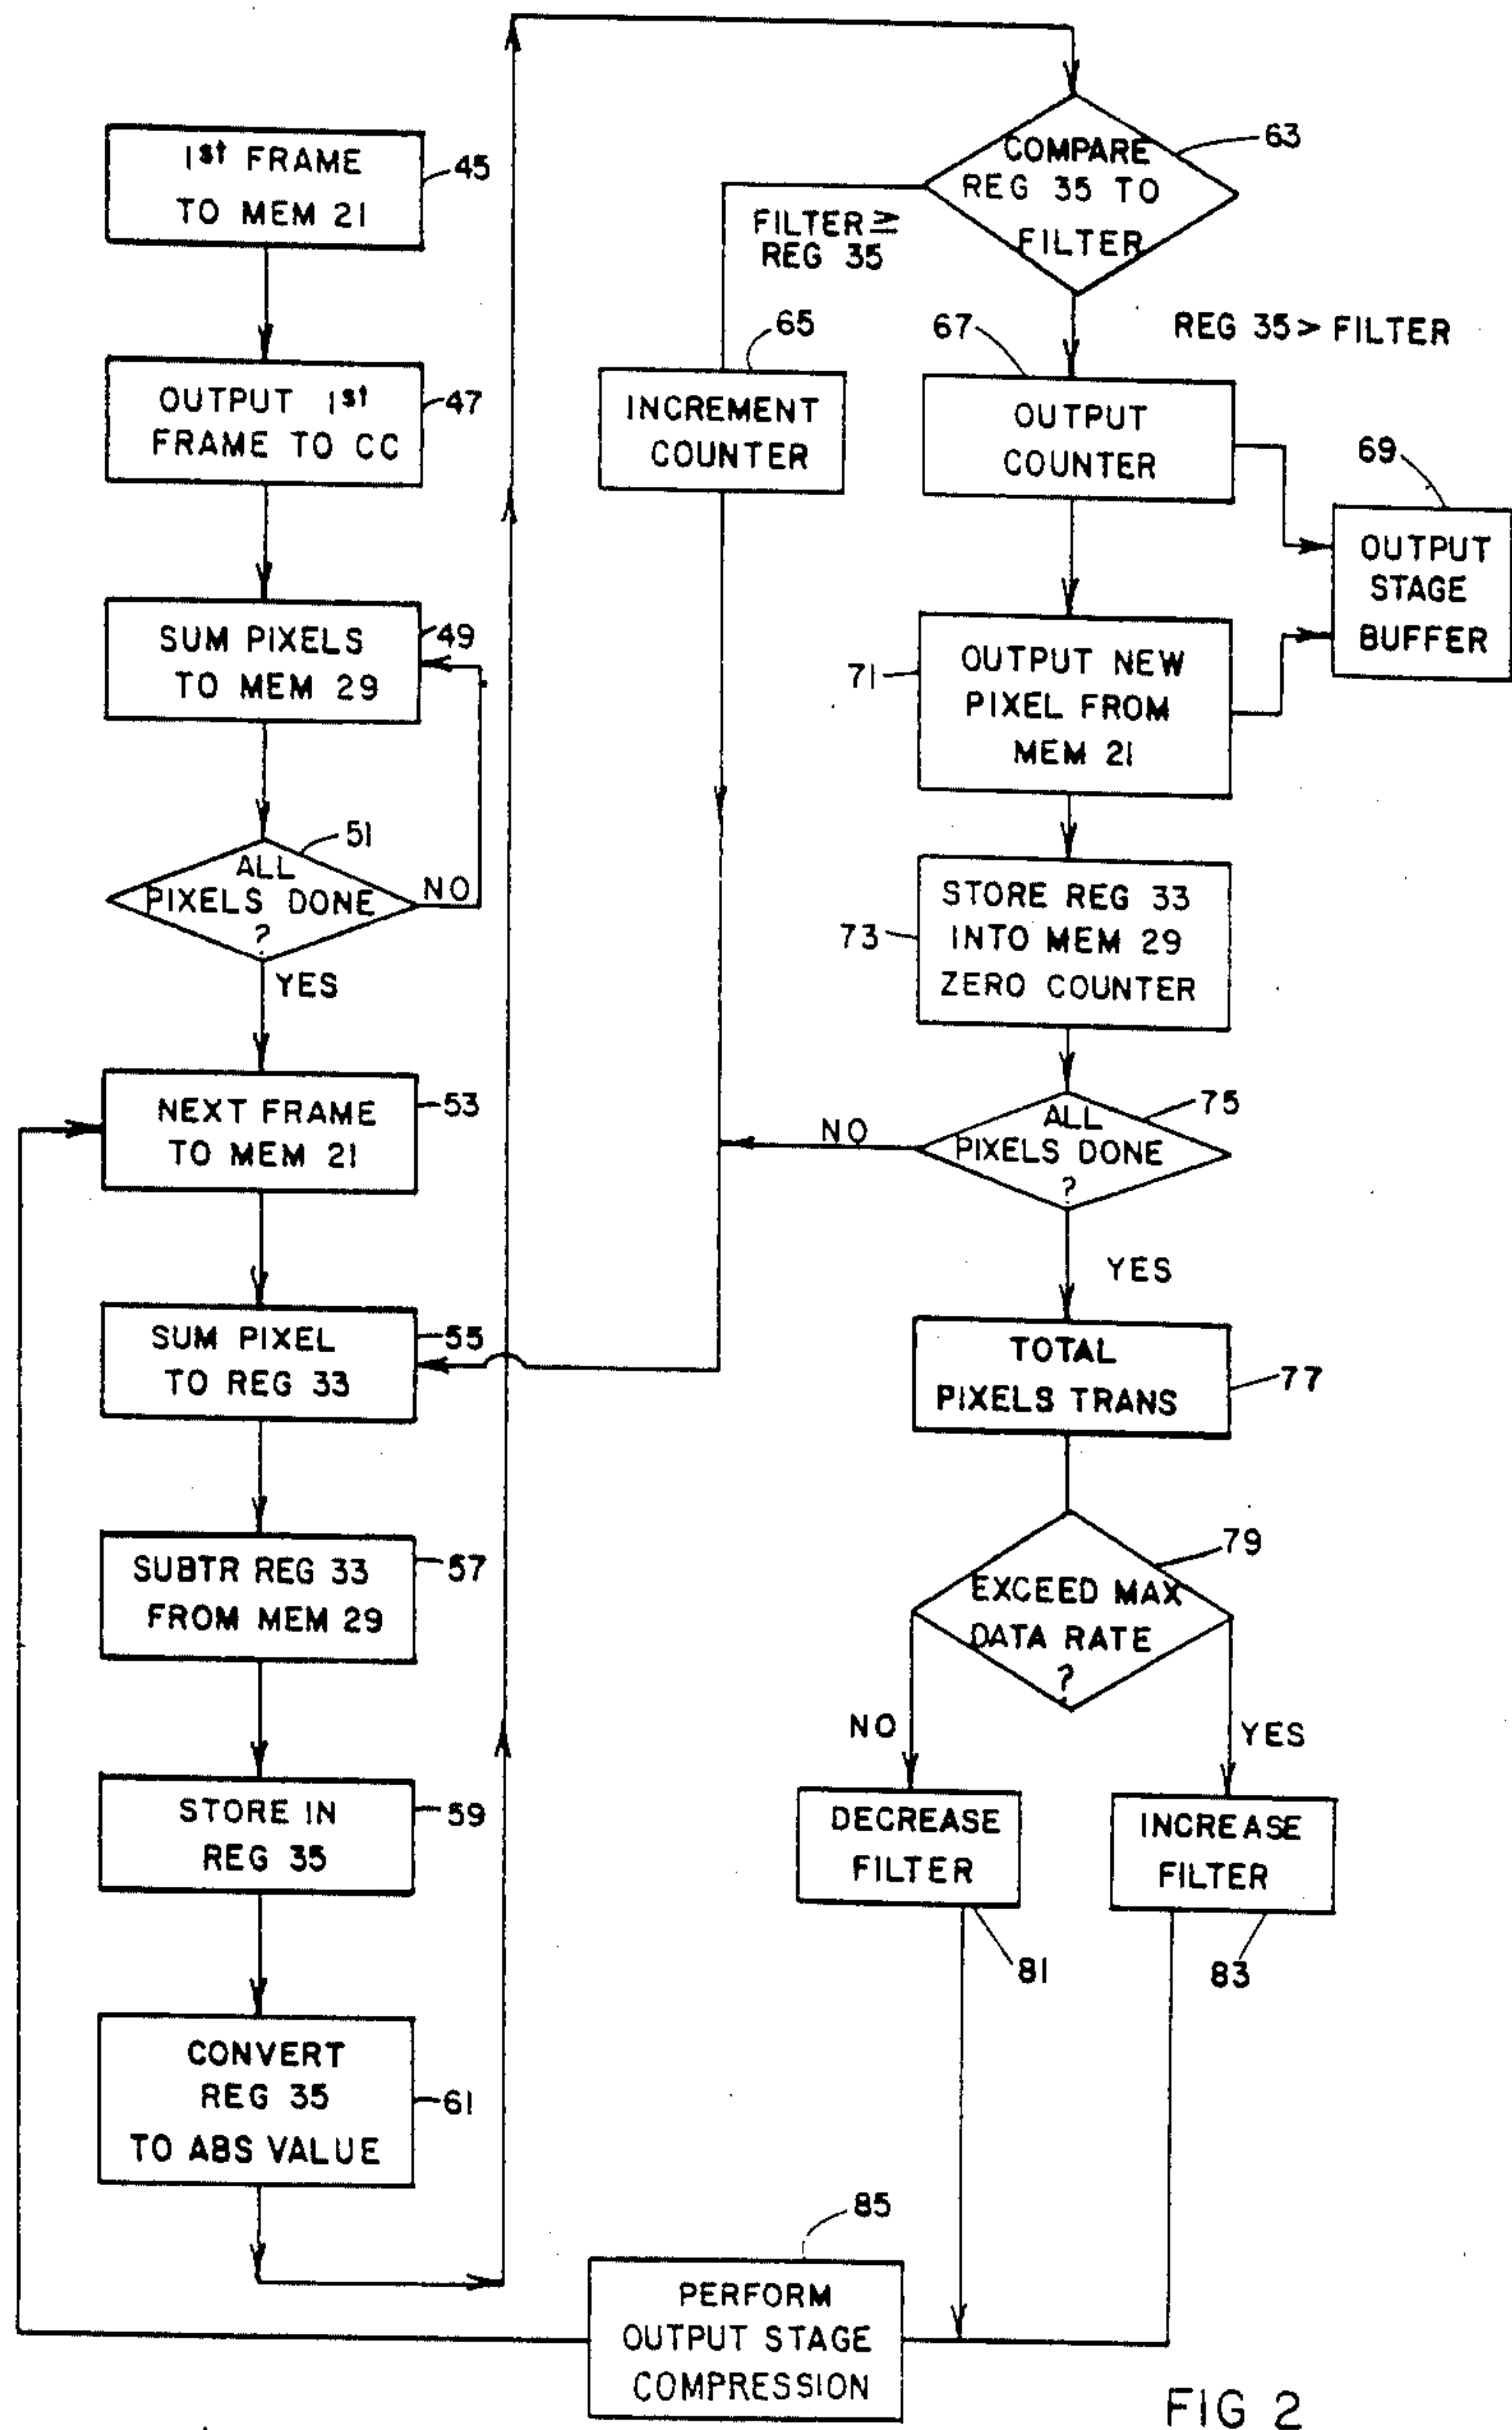 1st FRAME
TO MEM 21
45
OUTPUT 1st
FRAME TO CC
47
SUM PIXELS
TO MEM 29
49
ALL
PIXELS DONE
?
51
NO
YES
NEXT FRAME
TO MEM 21
53
SUM PIXEL
TO REG 33
55
SUBTR REG 33
FROM MEM 29
57
STORE IN
REG 35
59
CONVERT
REG 35
TO ABS VALUE
61
COMPARE
REG 35 TO
FILTER
63
FILTER ≥
REG 35
REG 35 > FILTER
INCREMENT
COUNTER
65
OUTPUT
COUNTER
67
OUTPUT
STAGE
BUFFER
69
OUTPUT NEW
PIXEL FROM
MEM 21
71
STORE REG 33
INTO MEM 29
ZERO COUNTER
73
ALL
PIXELS DONE
?
75
NO
YES
TOTAL
PIXELS TRANS
77
EXCEED MAX
DATA RATE
?
79
NO
YES
DECREASE
FILTER
81
INCREASE
FILTER
83
PERFORM
OUTPUT STAGE
COMPRESSION
85
FIG 2